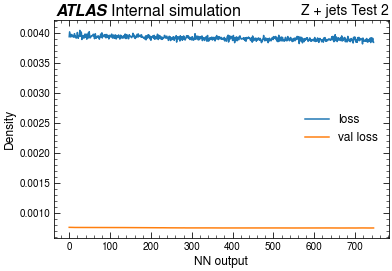 ATLAS Internal simulation
Z + jets Test 2
0.0040
0.0035
0.0030
0.0025
0.0020
0.0015
0.0010
Density
loss
val loss
0 100 200 300 400 500 600 700
NN output